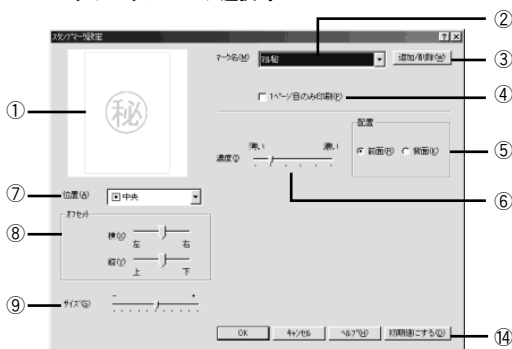 ②
スタンプマーク設定
マーク名(M) マル秘 追加/削除(W)
③
□ 1ページ目のみ印刷(P)
④
①
秘
配置
薄い 濃い
濃度(I)
前面(R) 背面(K)
⑤
⑥
⑦
位置(A) 中央
オフセット
⑧
横(X)
左 右
縦(Y)
上 下
⑨
サイズ(S)
- +
OK キャンセル ヘルプ(H) 初期値にする(D)
⑭